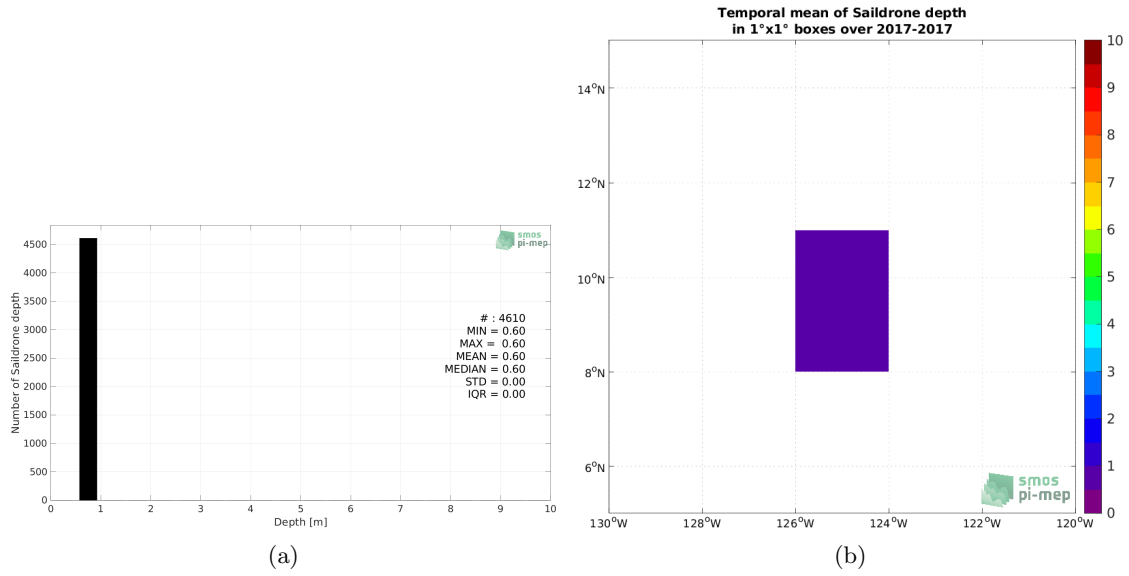 4500
4000
3500
3000
2500
2000
1500
1000
500
0
Number of Saildrone depth
smos
pi-mep
# : 4610
MIN = 0.60
MAX = 0.60
MEAN = 0.60
MEDIAN = 0.60
STD = 0.00
IQR = 0.00
0 1 2 3 4 5 6 7 8 9 10
Depth [m]
(a)
Temporal mean of Saildrone depth
in 1°x1° boxes over 2017-2017
14°N
12°N
10°N
8°N
6°N
130°W 128°W 126°W 124°W 122°W 120°W
smos
pi-mep
10
9
8
7
6
5
4
3
2
1
0
(b)